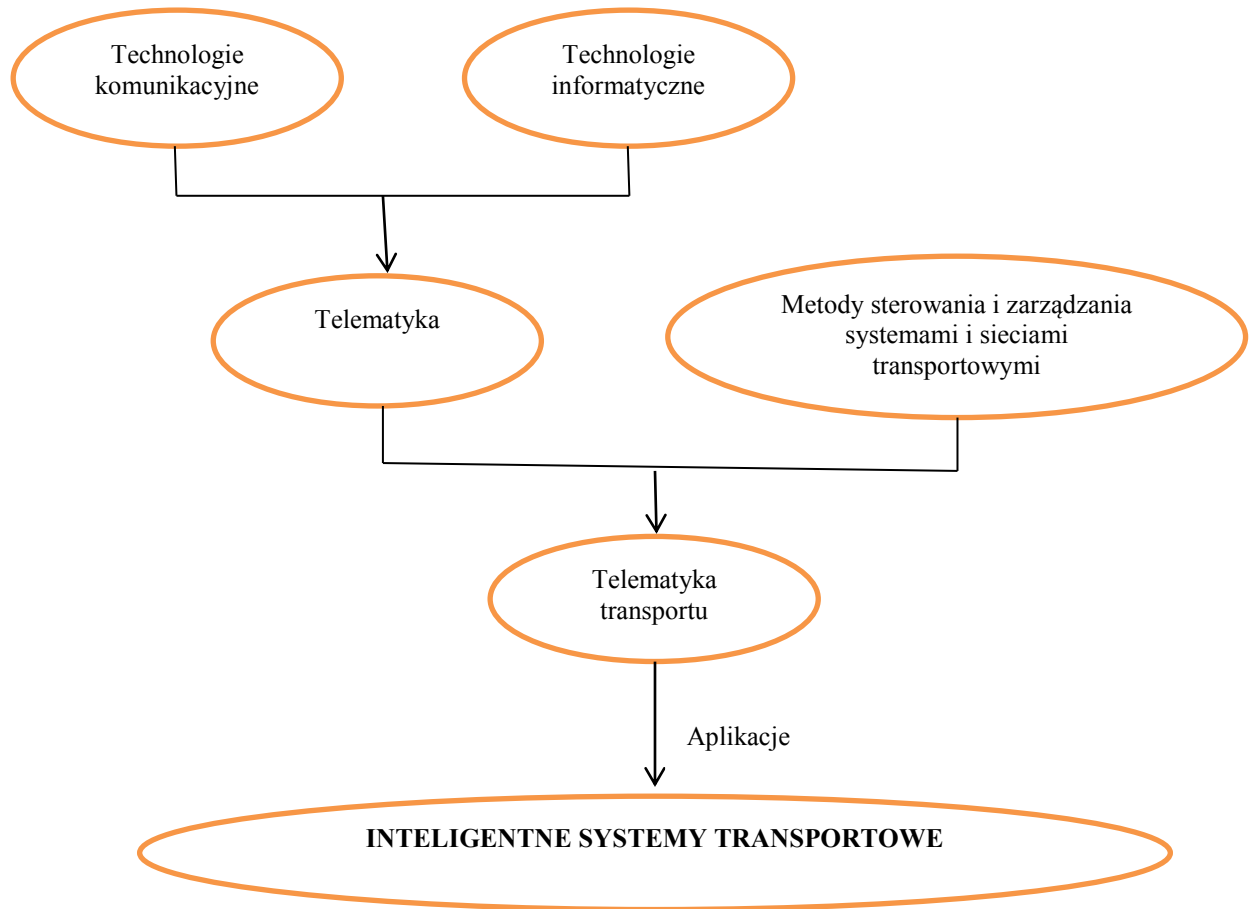 Technologie
komunikacyjne
Technologie
informatyczne
Telematyka
Metody sterowania i zarządzania
systemami i sieciami
transportowymi
Telematyka
transportu
Aplikacje
INTELIGENTNE SYSTEMY TRANSPORTOWE